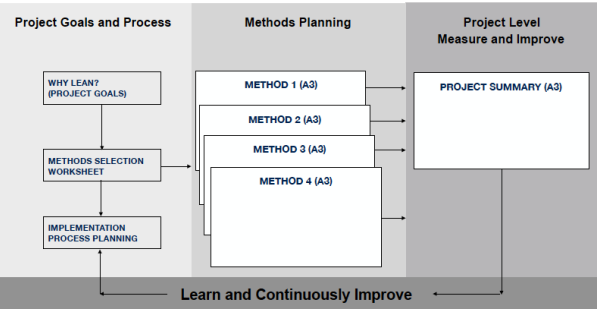 Project Goals and Process
Methods Planning
Project Level
Measure and Improve
WHY LEAN?
(PROJECT GOALS)
METHODS SELECTION
WORKSHEET
IMPLEMENTATION
PROCESS PLANNING
METHOD 1 (A3)
METHOD 2 (A3)
METHOD 3 (A3)
METHOD 4 (A3)
PROJECT SUMMARY (A3)
Learn and Continuously Improve